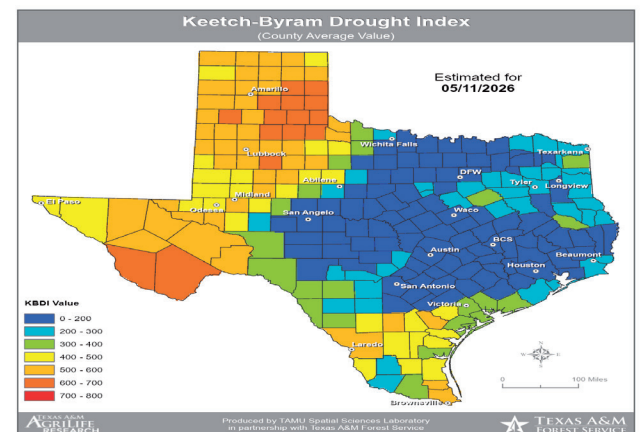 Keetch-Byram Drought Index
(County Average Value)
Estimated for
05/11/2026
Amarillo
Wichita Falls
Texarkana
Lubbock
DFW
Abilene
Tyler
Longview
El Paso
Midland
Odessa
San Angelo
Waco
BCS
Austin
Beaumont
Houston
San Antonio
Victoria
Laredo
Brownsville
KBDI Value
0 - 200
200 - 300
300 - 400
400 - 500
500 - 600
600 - 700
700 - 800
N
W
E
S
0 100 Miles
TEXAS A&M
AGRILIFE
RESEARCH
Produced by TAMU Spatial Sciences Laboratory
in partnership with Texas A&M Forest Service
TEXAS A&M
FOREST SERVICE